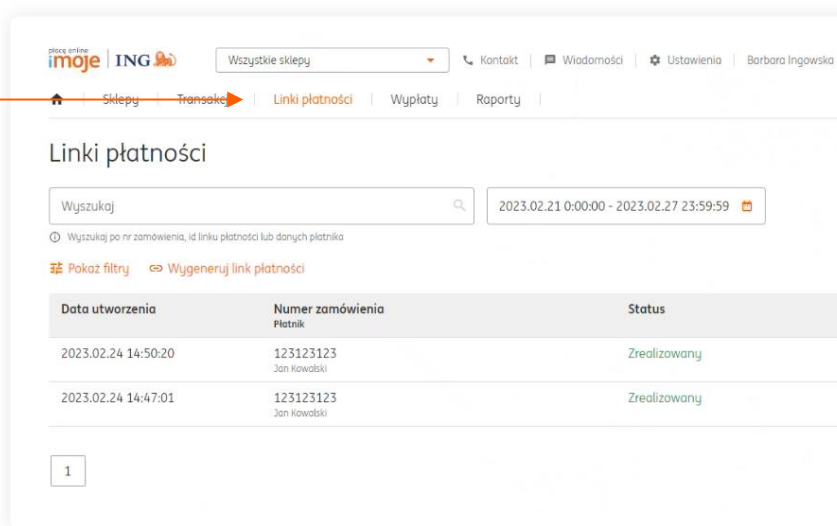 płacę online
imoje | ING
Wszystkie sklepy
Kontakt
Wiadomości
Ustawienia
Barbara Ingowska
Sklepy
Transakcje
Linki płatności
Wypłaty
Raporty
Linki płatności
Wyszukaj
2023.02.21 0:00:00 - 2023.02.27 23:59:59
Wyszukaj po nr zamówienia, id linku płatności lub danych płatnika
Pokaż filtry
Wygeneruj link płatności
Data utworzenia
Numer zamówienia
Płatnik
Status
2023.02.24 14:50:20
123123123
Jan Kowalski
Zrealizowany
2023.02.24 14:47:01
123123123
Jan Kowalski
Zrealizowany
1